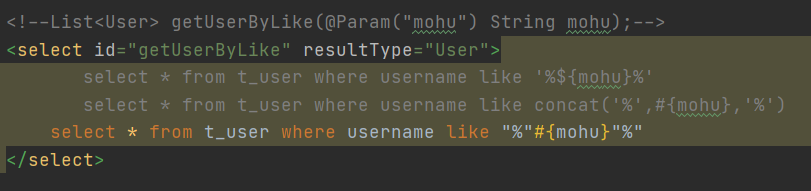 <!--List<User> getUserByLike(@Param("mohu") String mohu);-->
<select id="getUserByLike" resultType="User">
select * from t_user where username like '%${mohu}%'
select * from t_user where username like concat('%',#{mohu},'%')
select * from t_user where username like "%"#{mohu}"%"
</select>